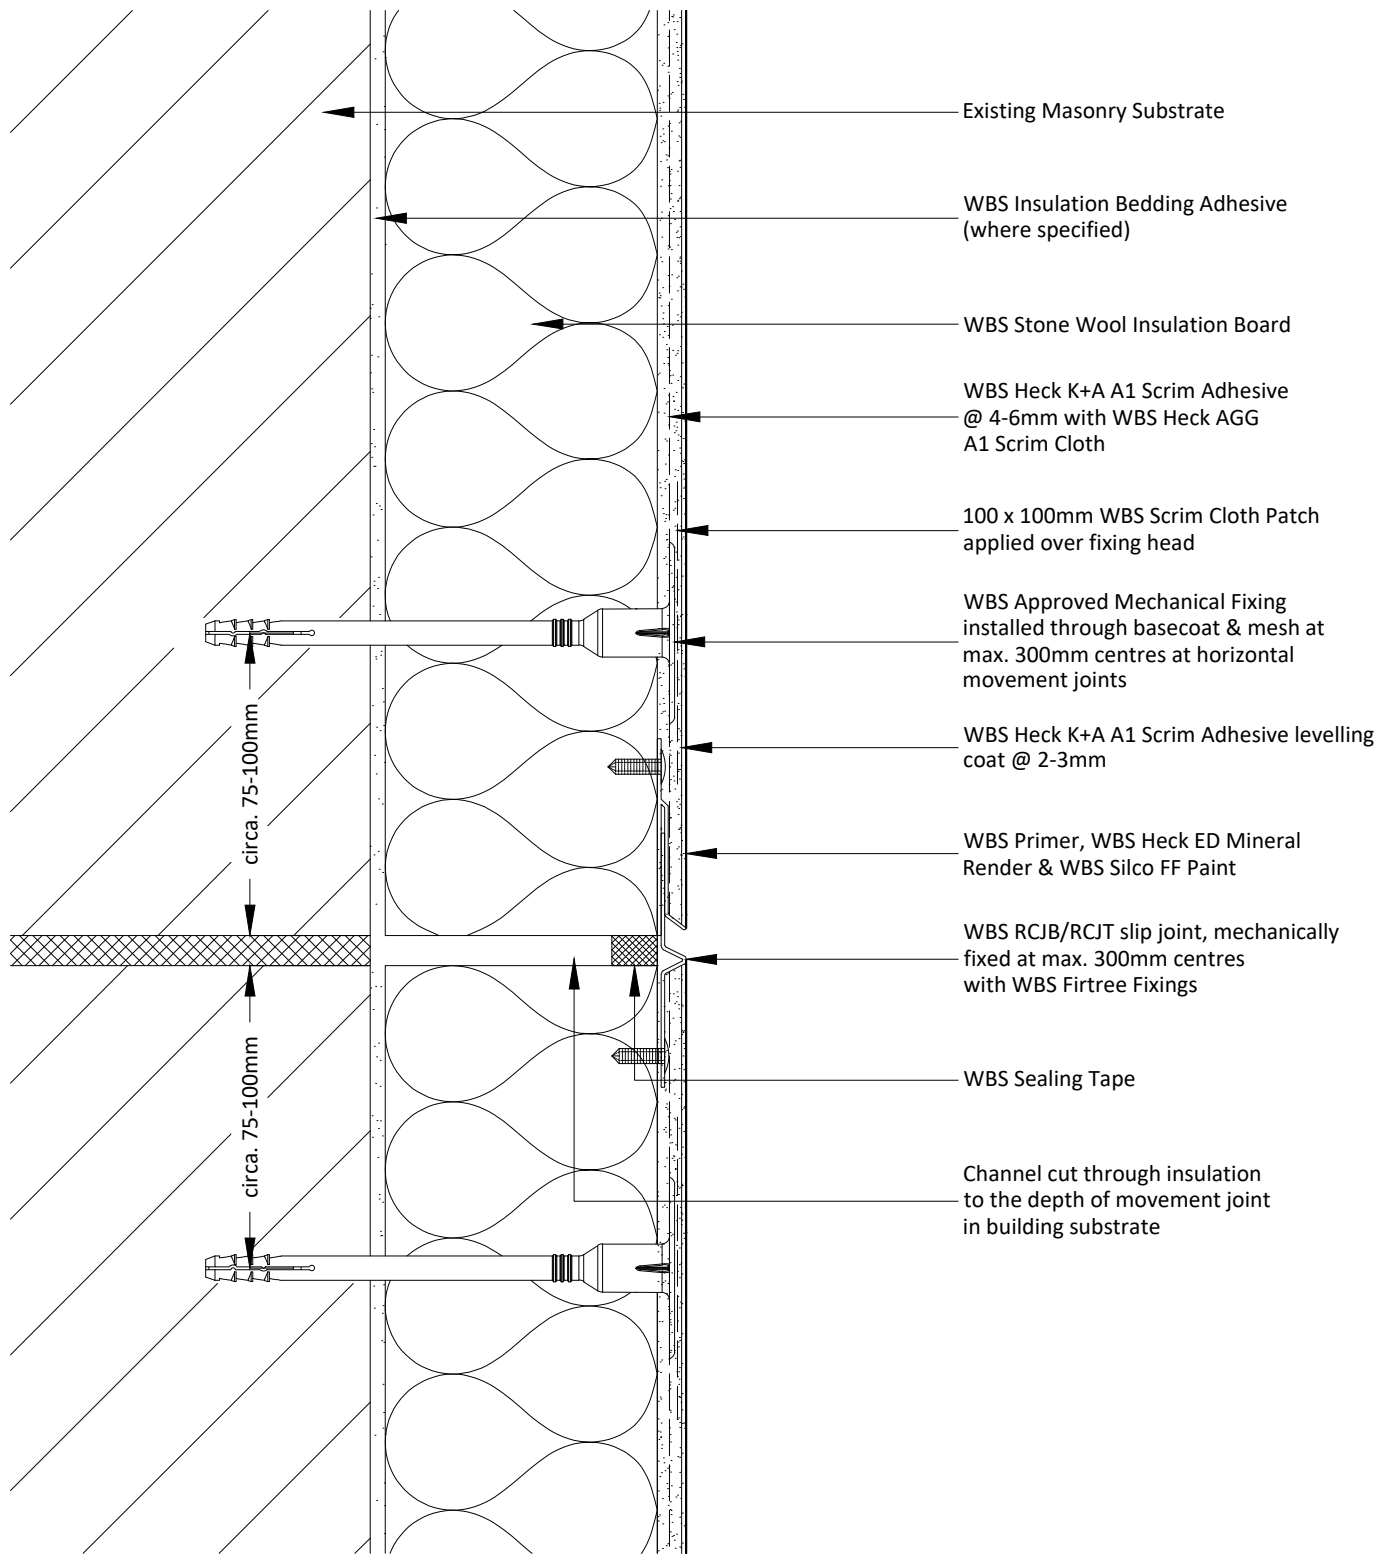 Existing Masonry Substrate
WBS Insulation Bedding Adhesive
(where specified)
WBS Stone Wool Insulation Board
WBS Heck K+A A1 Scrim Adhesive
@ 4-6mm with WBS Heck AGG
A1 Scrim Cloth
100 x 100mm WBS Scrim Cloth Patch
applied over fixing head
WBS Approved Mechanical Fixing
installed through basecoat & mesh at
max. 300mm centres at horizontal
movement joints
WBS Heck K+A A1 Scrim Adhesive levelling
coat @ 2-3mm
WBS Primer, WBS Heck ED Mineral
Render & WBS Silco FF Paint
WBS RCJB/RCJT slip joint, mechanically
fixed at max. 300mm centres
with WBS Firtree Fixings
WBS Sealing Tape
Channel cut through insulation
to the depth of movement joint
in building substrate
circa. 75-100mm
circa. 75-100mm